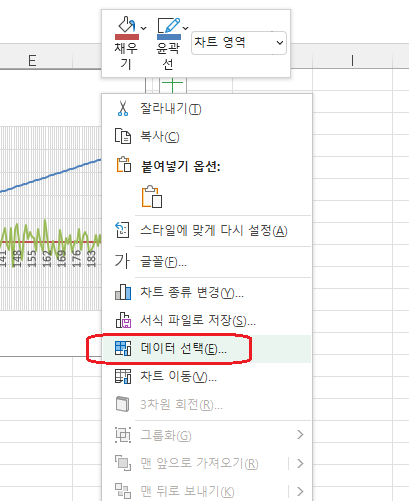 채우기 윤곽선 차트 영역
E I
잘라내기(T)
복사(C)
붙여넣기 옵션:
스타일에 맞게 다시 설정(A)
가 글꼴(F)...
차트 종류 변경(Y)...
서식 파일로 저장(S)...
데이터 선택(E)...
차트 이동(V)...
3차원 회전(R)...
그룹화(G)
맨 앞으로 가져오기(R)
맨 뒤로 보내기(K)
141 148 155 162 169 176 183